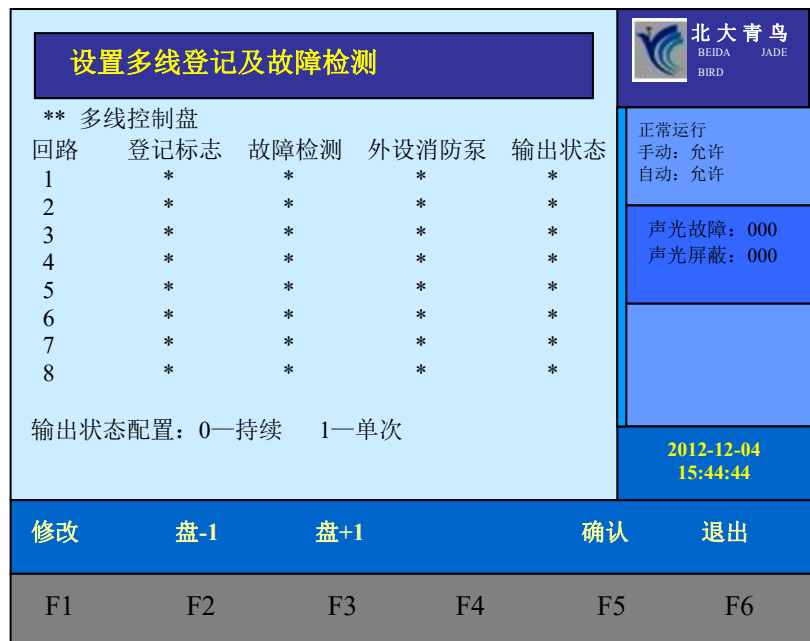 设置多线登记及故障检测
北大青鸟
BEIDA JADE
BIRD
** 多线控制盘
回路 登记标志 故障检测 外设消防泵 输出状态
1 * * * *
2 * * * *
3 * * * *
4 * * * *
5 * * * *
6 * * * *
7 * * * *
8 * * * *
输出状态配置：0—持续 1—单次
正常运行
手动：允许
自动：允许
声光故障：000
声光屏蔽：000
2012-12-04
15:44:44
修改 盘-1 盘+1 确认 退出
F1 F2 F3 F4 F5 F6